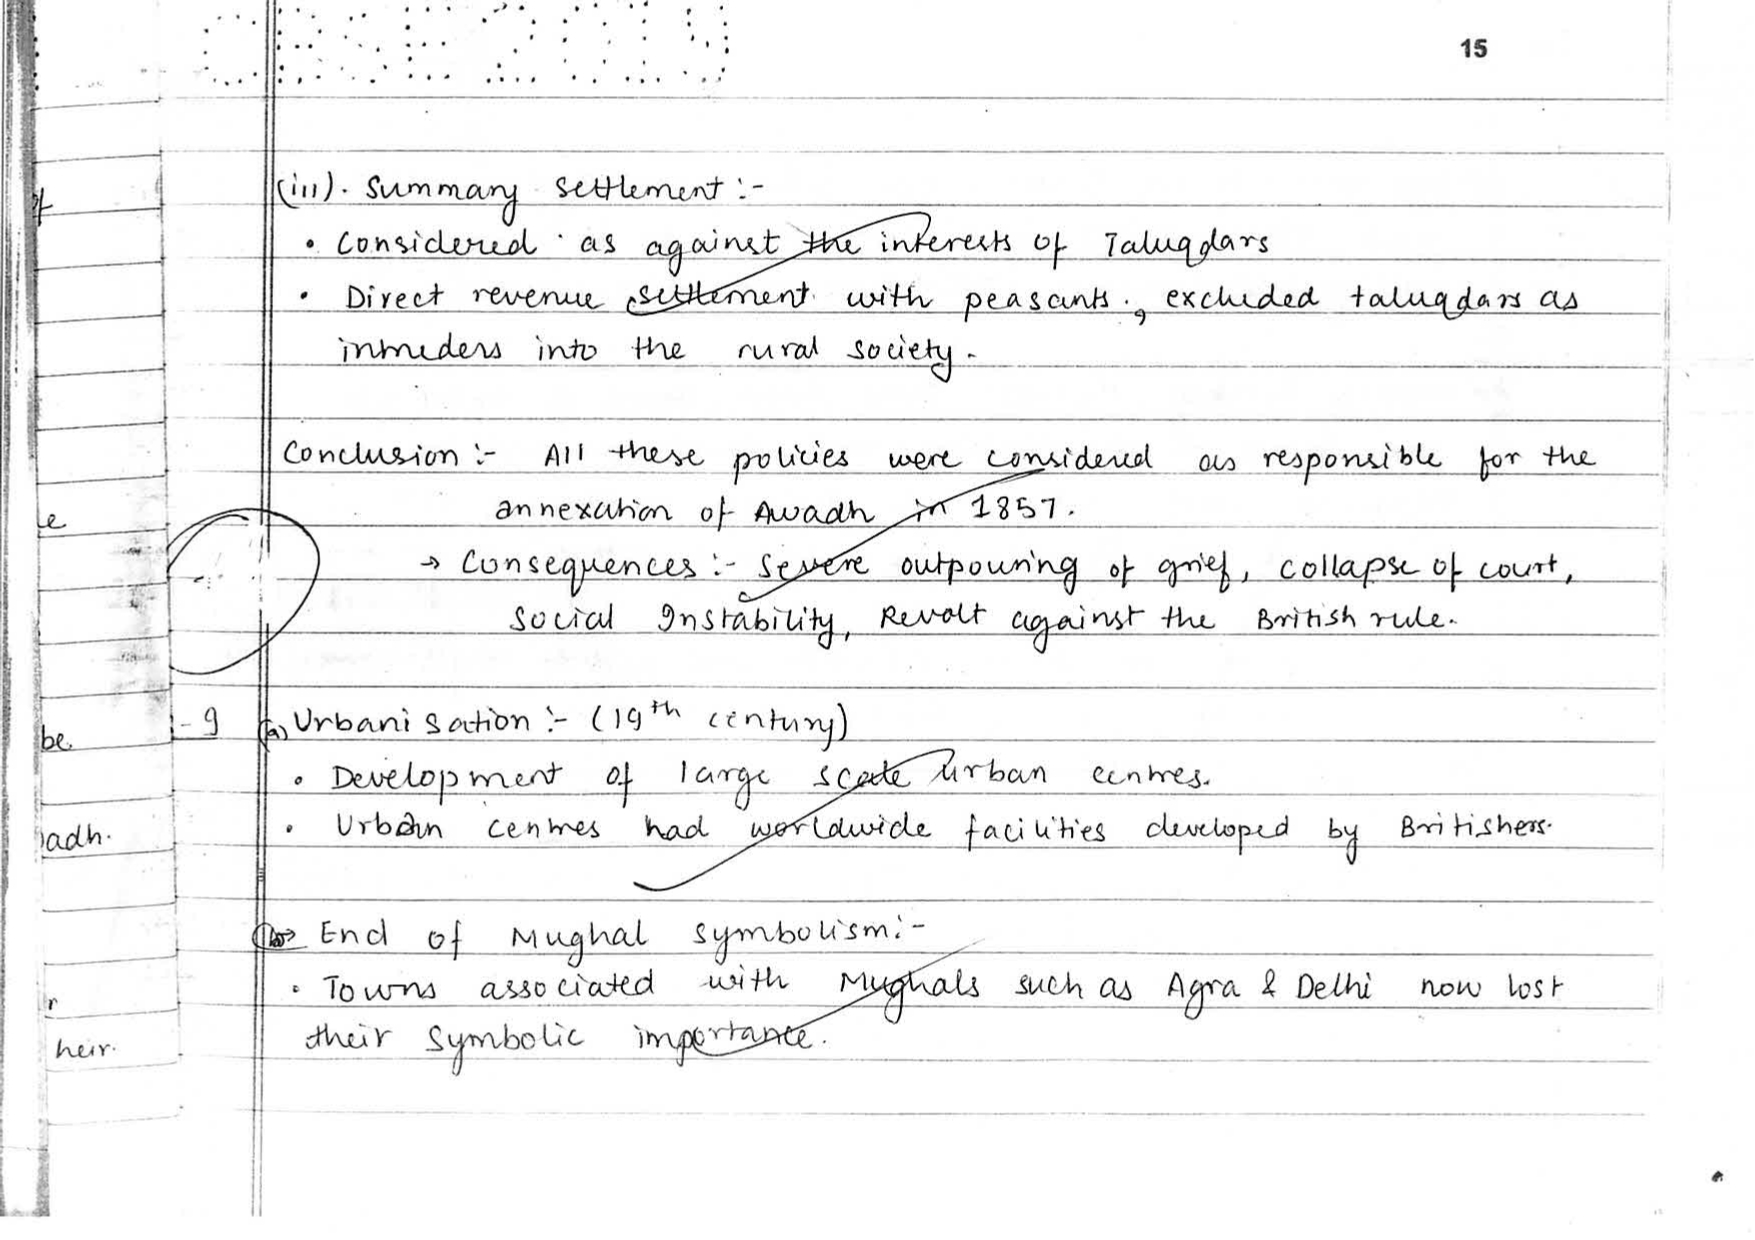 CBSE 2019
15
(iii). Summary Settlement :-
• Considered as against the interests of Taluqdars
• Direct revenue settlement with peasants, excluded taluqdars as
intruders into the rural society.
Conclusion :- All these policies were considered as responsible for the
annexation of Awadh in 1857.
→ Consequences :- Severe outpouring of grief, collapse of court,
Social Instability, Revolt against the British rule.
-9 (a) Urbanisation :- (19th century)
• Development of large scale urban centres.
• Urban centres had worldwide facilities developed by Britishers.
→ End of Mughal symbolism :-
• Towns associated with Mughals such as Agra & Delhi now lost
their symbolic importance.
of
e
be
adh.
r
heir.